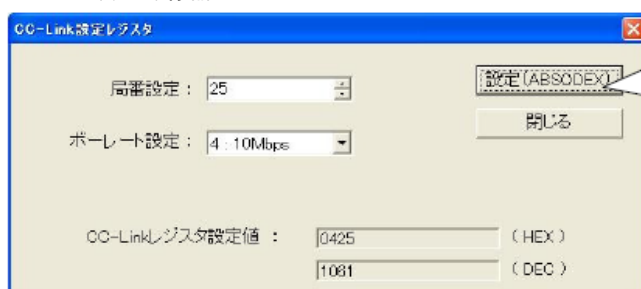 CC-Link設定レジスタ
局番設定： 25
設定(ABSODEX)
ボーレート設定： 4 : 10Mbps
閉じる
CC-Linkレジスタ設定値 ： 0425 (HEX)
1061 (DEC)